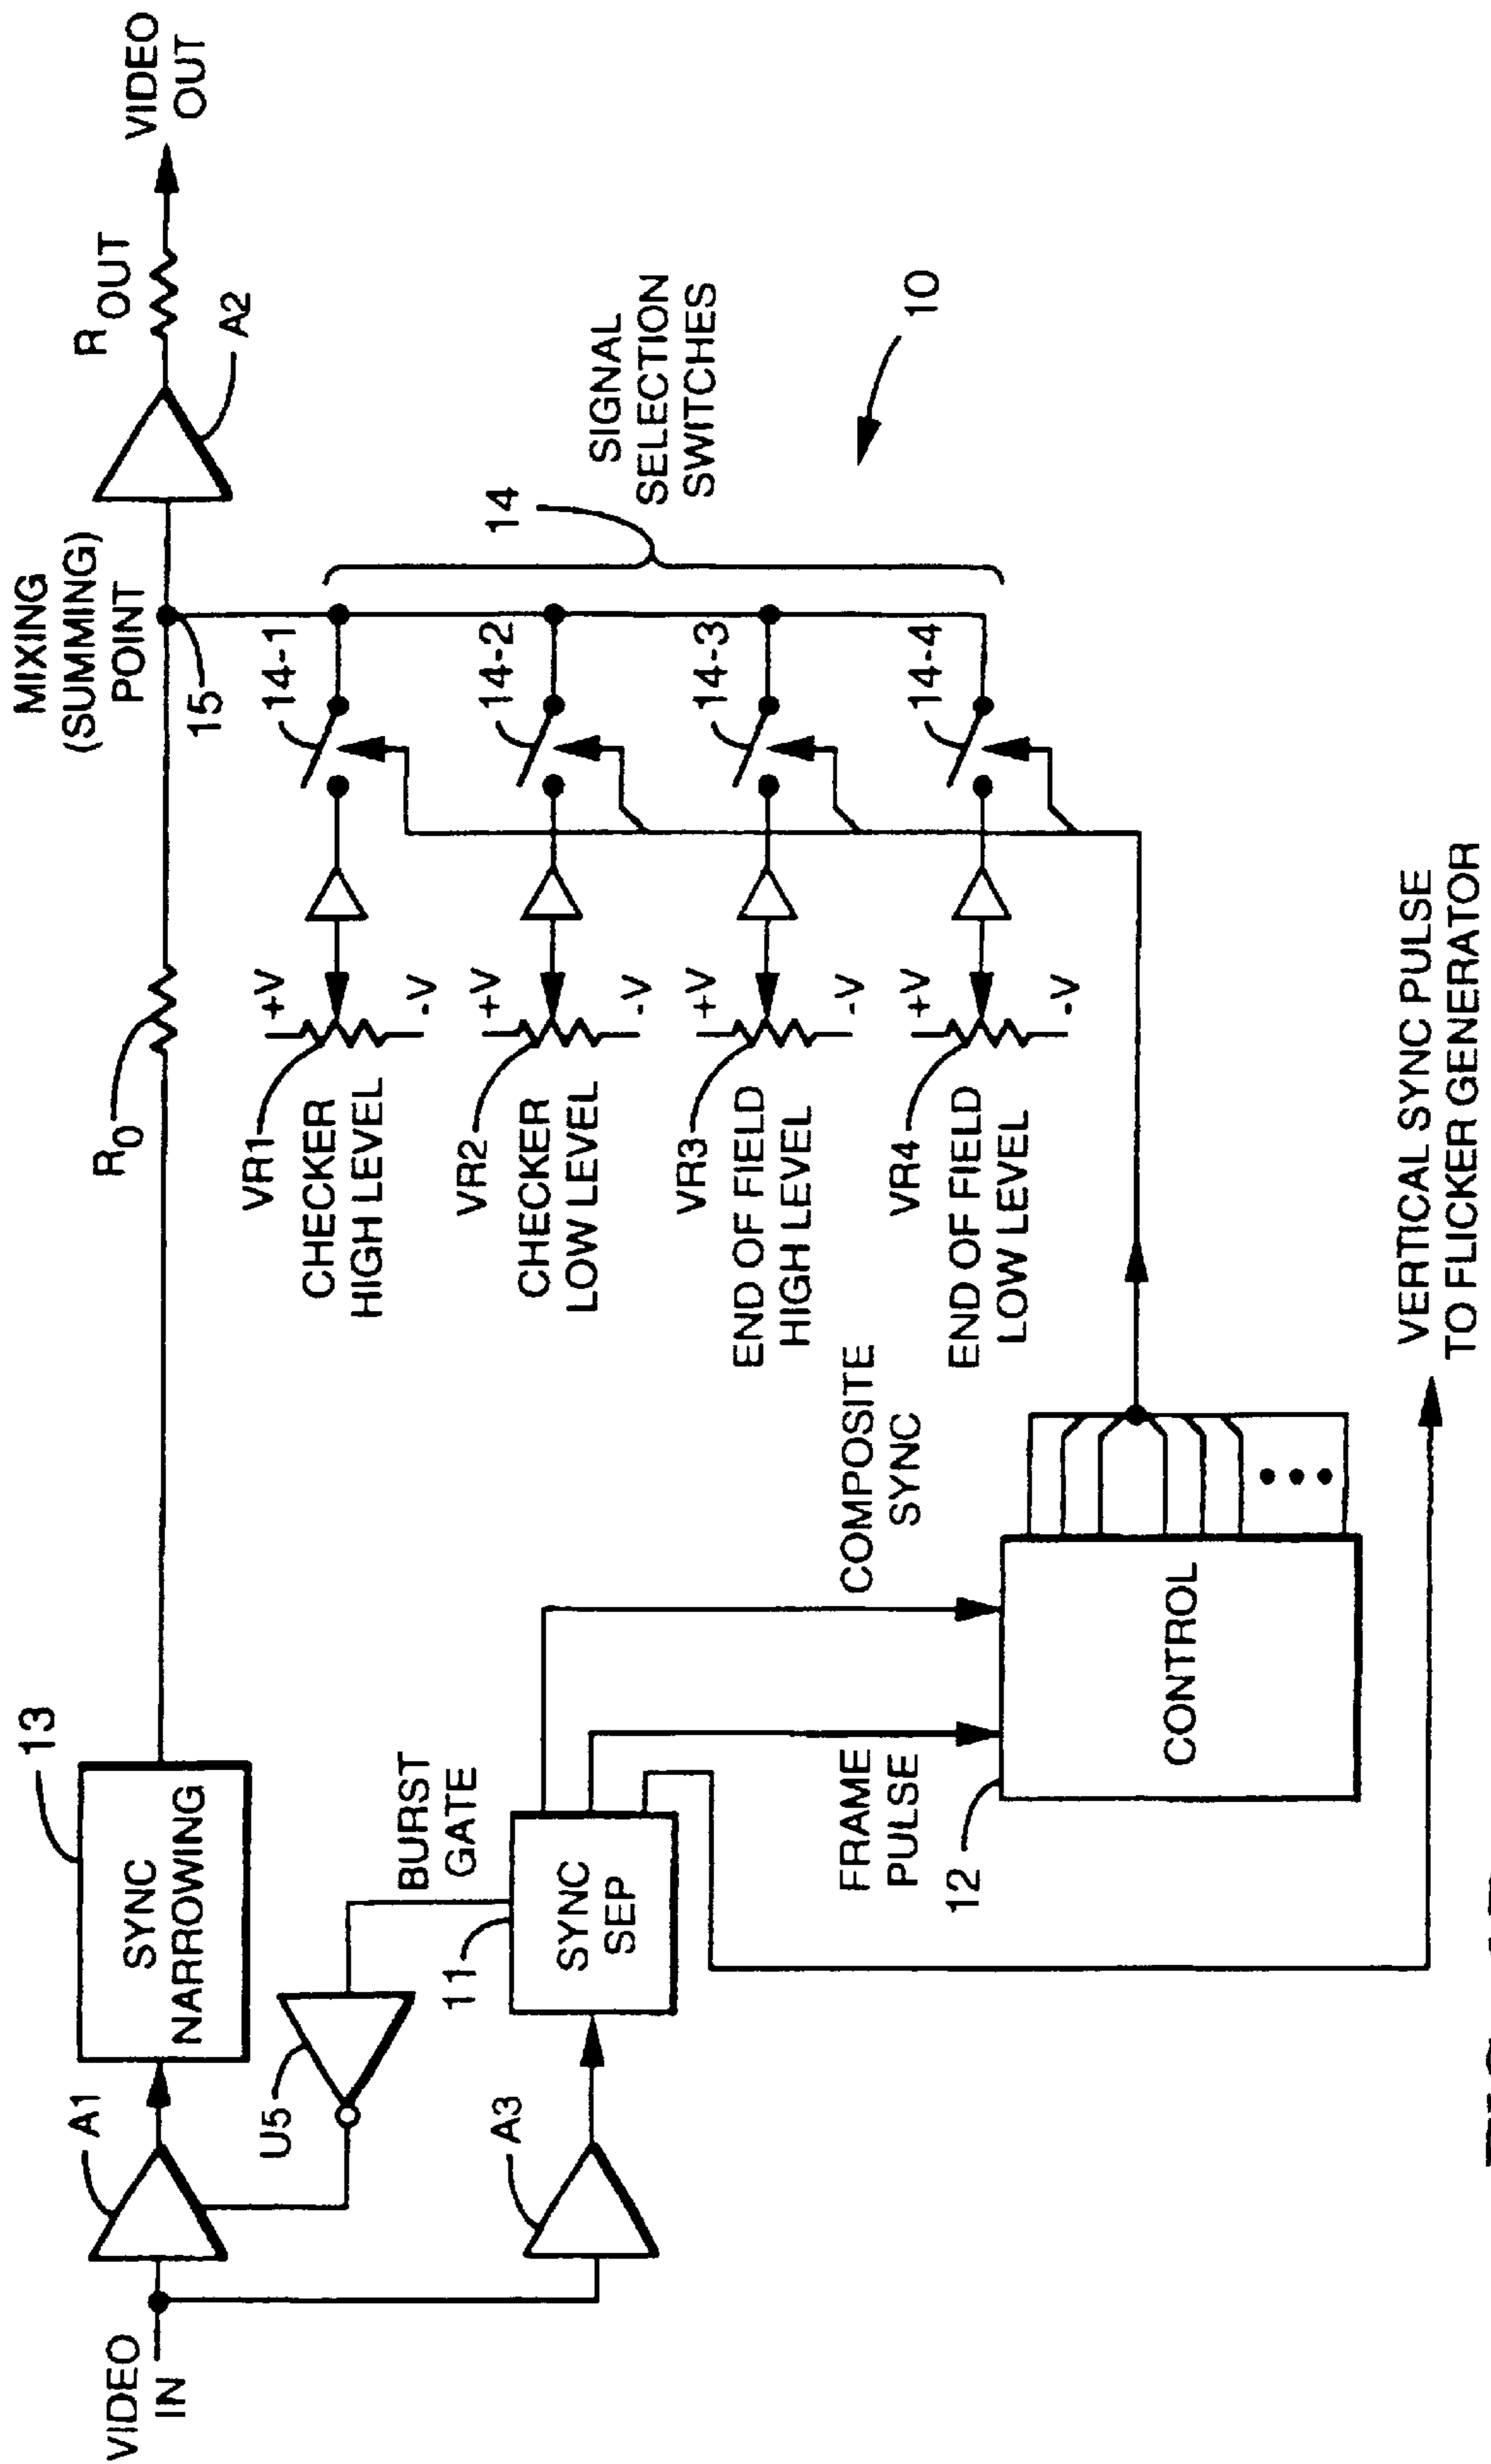 VIDEO
IN
A1
SYNC
NARROWING
13
R0
MIXING
(SUMMING)
POINT
15
A2
ROUT
VIDEO
OUT
U5
BURST
GATE
A3
SYNC
SEP
11
FRAME
PULSE
COMPOSITE
SYNC
CONTROL
12
VR1
+V
-V
CHECKER
HIGH LEVEL
14-1
VR2
+V
-V
CHECKER
LOW LEVEL
14-2
VR3
+V
-V
END OF FIELD
HIGH LEVEL
14-3
VR4
+V
-V
END OF FIELD
LOW LEVEL
14-4
14
SIGNAL
SELECTION
SWITCHES
10
VERTICAL SYNC PULSE
TO FLICKER GENERATOR